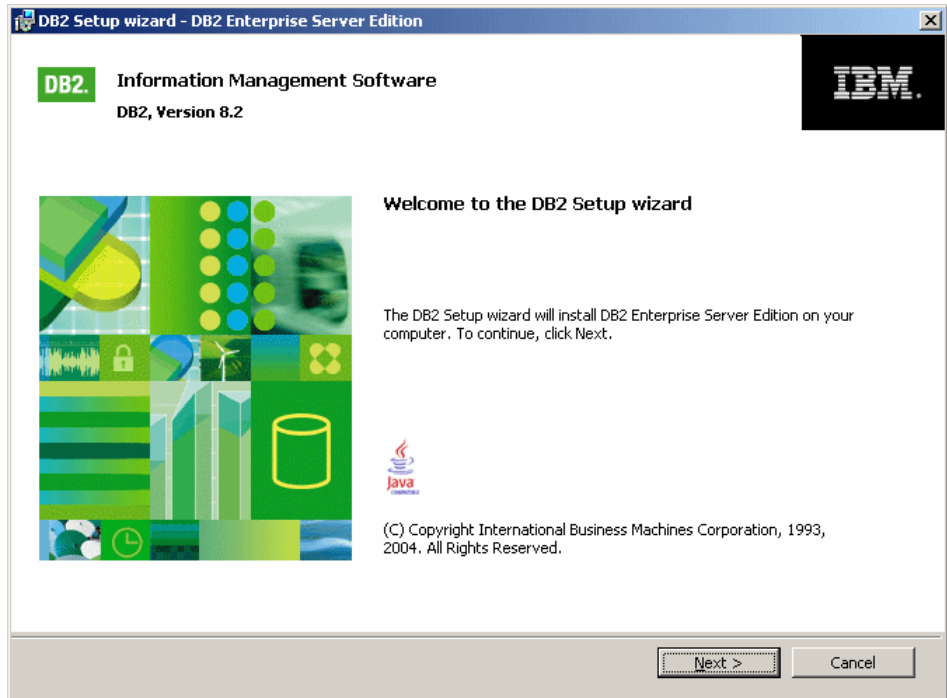 DB2 Setup wizard - DB2 Enterprise Server Edition
DB2.
Information Management Software
DB2, Version 8.2
IBM.
Welcome to the DB2 Setup wizard
The DB2 Setup wizard will install DB2 Enterprise Server Edition on your
computer. To continue, click Next.
Java
COMPATIBLE
(C) Copyright International Business Machines Corporation, 1993,
2004. All Rights Reserved.
Next >
Cancel